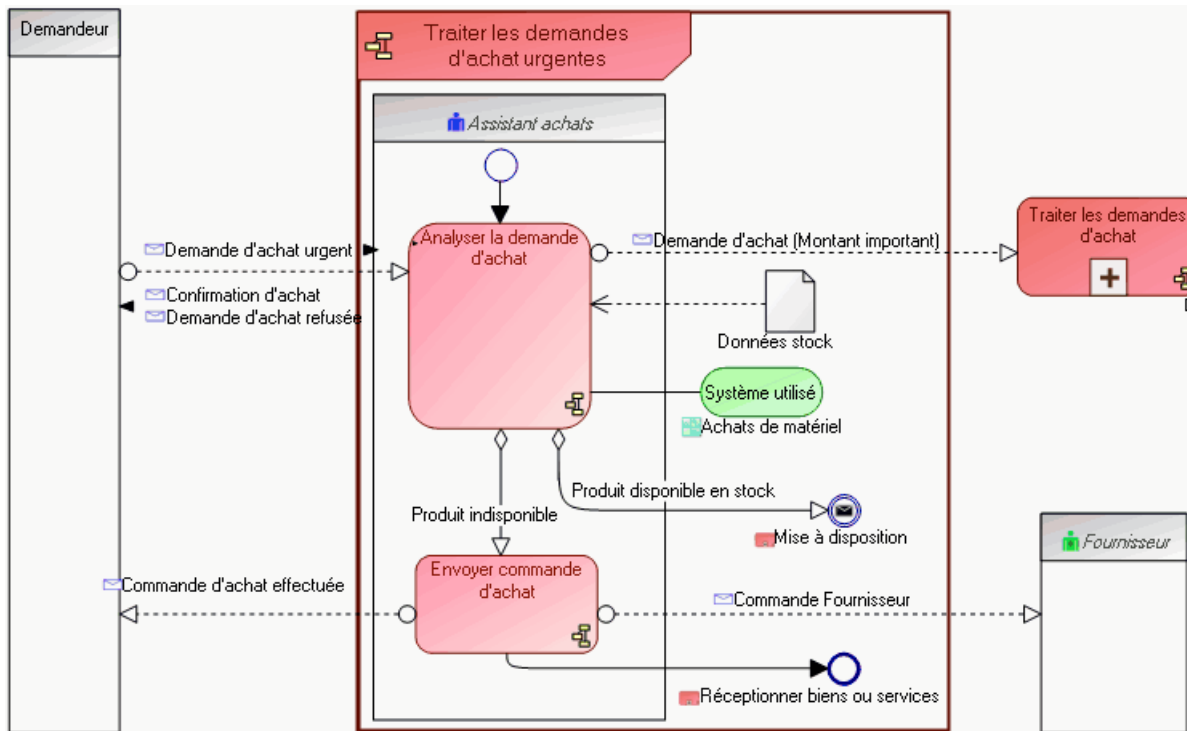 Demandeur
Traiter les demandes
d'achat urgentes
Assistant achats
Analyser la demande
d'achat
Demande d'achat urgent
Confirmation d'achat
Demande d'achat refusée
Demande d'achat (Montant important)
Traiter les demandes
d'achat
Données stock
Système utilisé
Achats de matériel
Produit disponible en stock
Produit indisponible
Mise à disposition
Fournisseur
Envoyer commande
d'achat
Commande d'achat effectuée
Commande Fournisseur
Réceptionner biens ou services